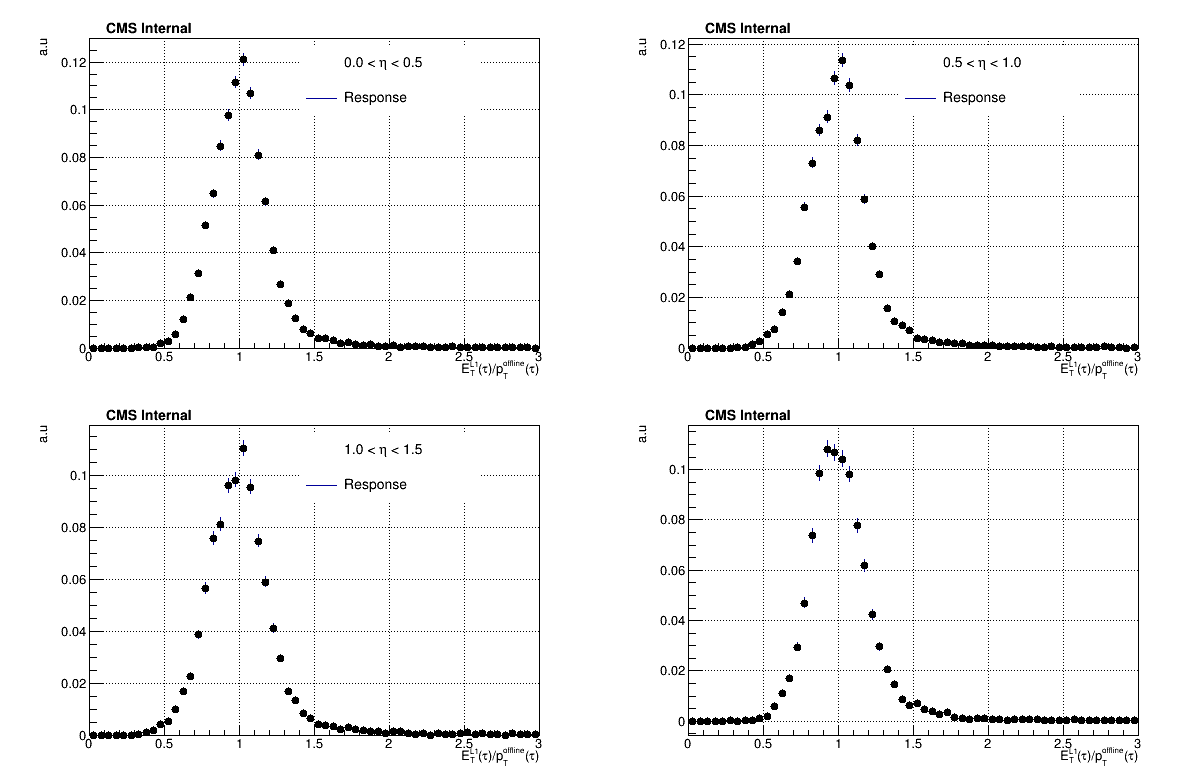 CMS Internal
a.u
0.0 < η < 0.5
Response
0.12
0.1
0.08
0.06
0.04
0.02
0
0 0.5 1 1.5 2 2.5 3
E_T^L1(τ)/p_T^offline(τ)
CMS Internal
a.u
0.5 < η < 1.0
Response
0.12
0.1
0.08
0.06
0.04
0.02
0
0 0.5 1 1.5 2 2.5 3
E_T^L1(τ)/p_T^offline(τ)
CMS Internal
a.u
1.0 < η < 1.5
Response
0.1
0.08
0.06
0.04
0.02
0
0 0.5 1 1.5 2 2.5 3
E_T^L1(τ)/p_T^offline(τ)
CMS Internal
a.u
0.1
0.08
0.06
0.04
0.02
0
0 0.5 1 1.5 2 2.5 3
E_T^L1(τ)/p_T^offline(τ)